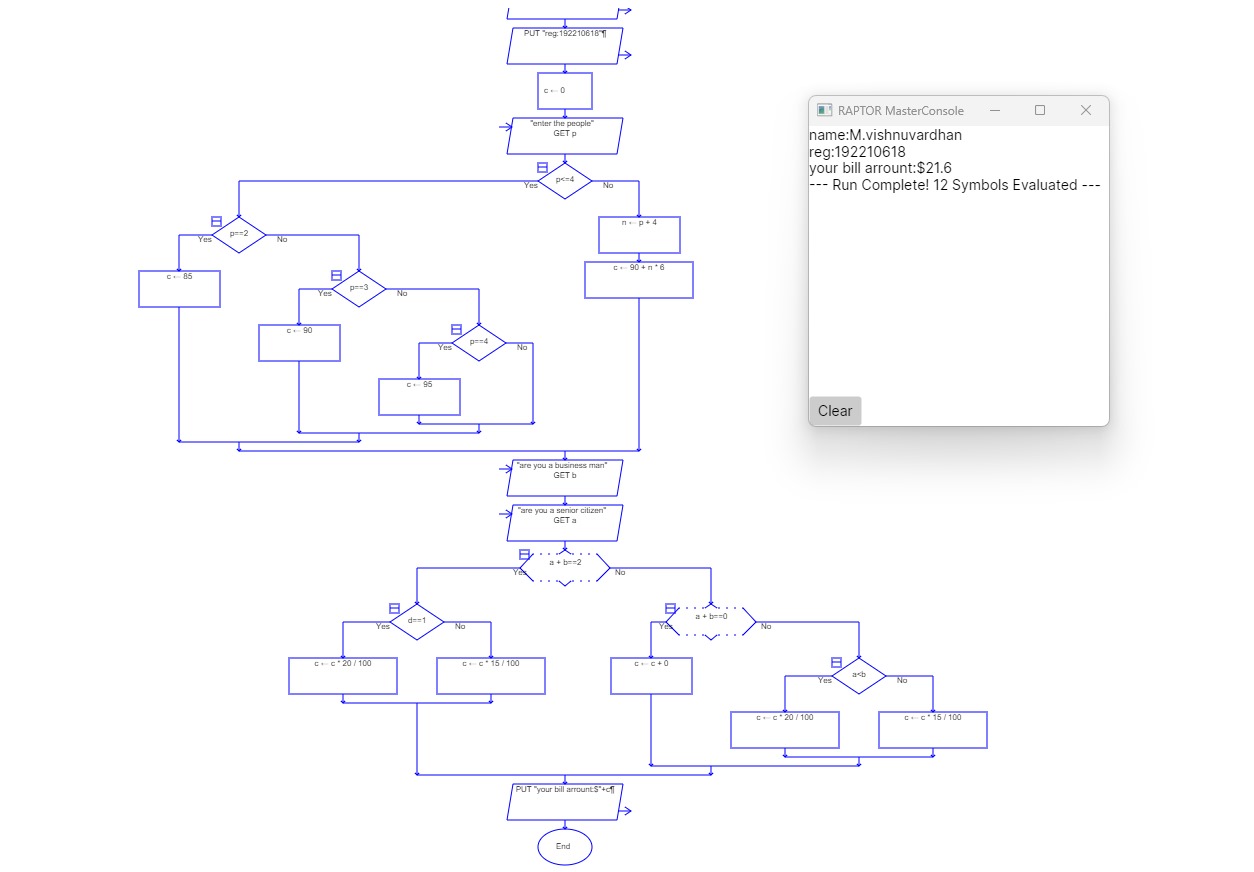 PUT "reg:192210618"¶
c ← 0
"enter the people"
GET p
p<=4
Yes
No
p==2
Yes
No
n ← p + 4
c ← 85
p==3
Yes
No
c ← 90 + n * 6
c ← 90
p==4
Yes
No
c ← 95
"are you a business man"
GET b
"are you a senior citizen"
GET a
a + b==2
Yes
No
d==1
Yes
No
a + b==0
Yes
No
c ← c * 20 / 100
c ← c * 15 / 100
c ← c + 0
a<b
Yes
No
c ← c * 20 / 100
c ← c * 15 / 100
PUT "your bill arrount:$"+c¶
End
RAPTOR MasterConsole
name:M.vishnuvardhan
reg:192210618
your bill arrount:$21.6
--- Run Complete! 12 Symbols Evaluated ---
Clear